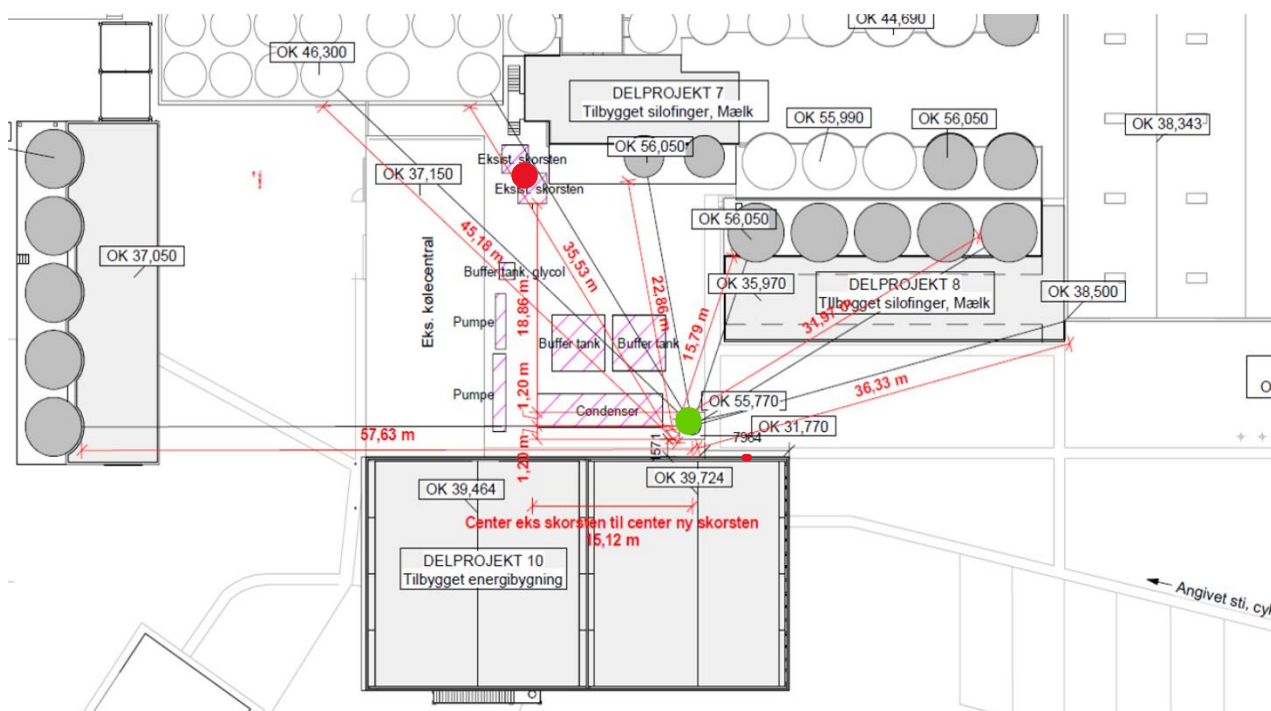 OK 44,690
OK 46,300
DELPROJEKT 7
Tilbygget silofinger, Mælk
OK 55,990
OK 56,050
OK 38,343
OK 56,050
Eksist. skorsten
OK 37,150
Eksist. skorsten
OK 56,050
45,18 m
35,53 m
OK 37,050
Eks. kølecentral
Buffertank, glycol
22,86 m
OK 35,970
DELPROJEKT 8
TIlbygget silofinger, Mælk
OK 38,500
18,86 m
31,97 m
15,79 m
Pumpe
Buffer tank
Buffer tank
36,33 m
Pumpe
1,20 m
Condenser
OK 55,770
OK 31,770
57,63 m
7964
1571
1,20 m
OK 39,464
OK 39,724
Center eks skorsten til center ny skorsten
15,12 m
DELPROJEKT 10
Tilbygget energibygning
Angivet sti,